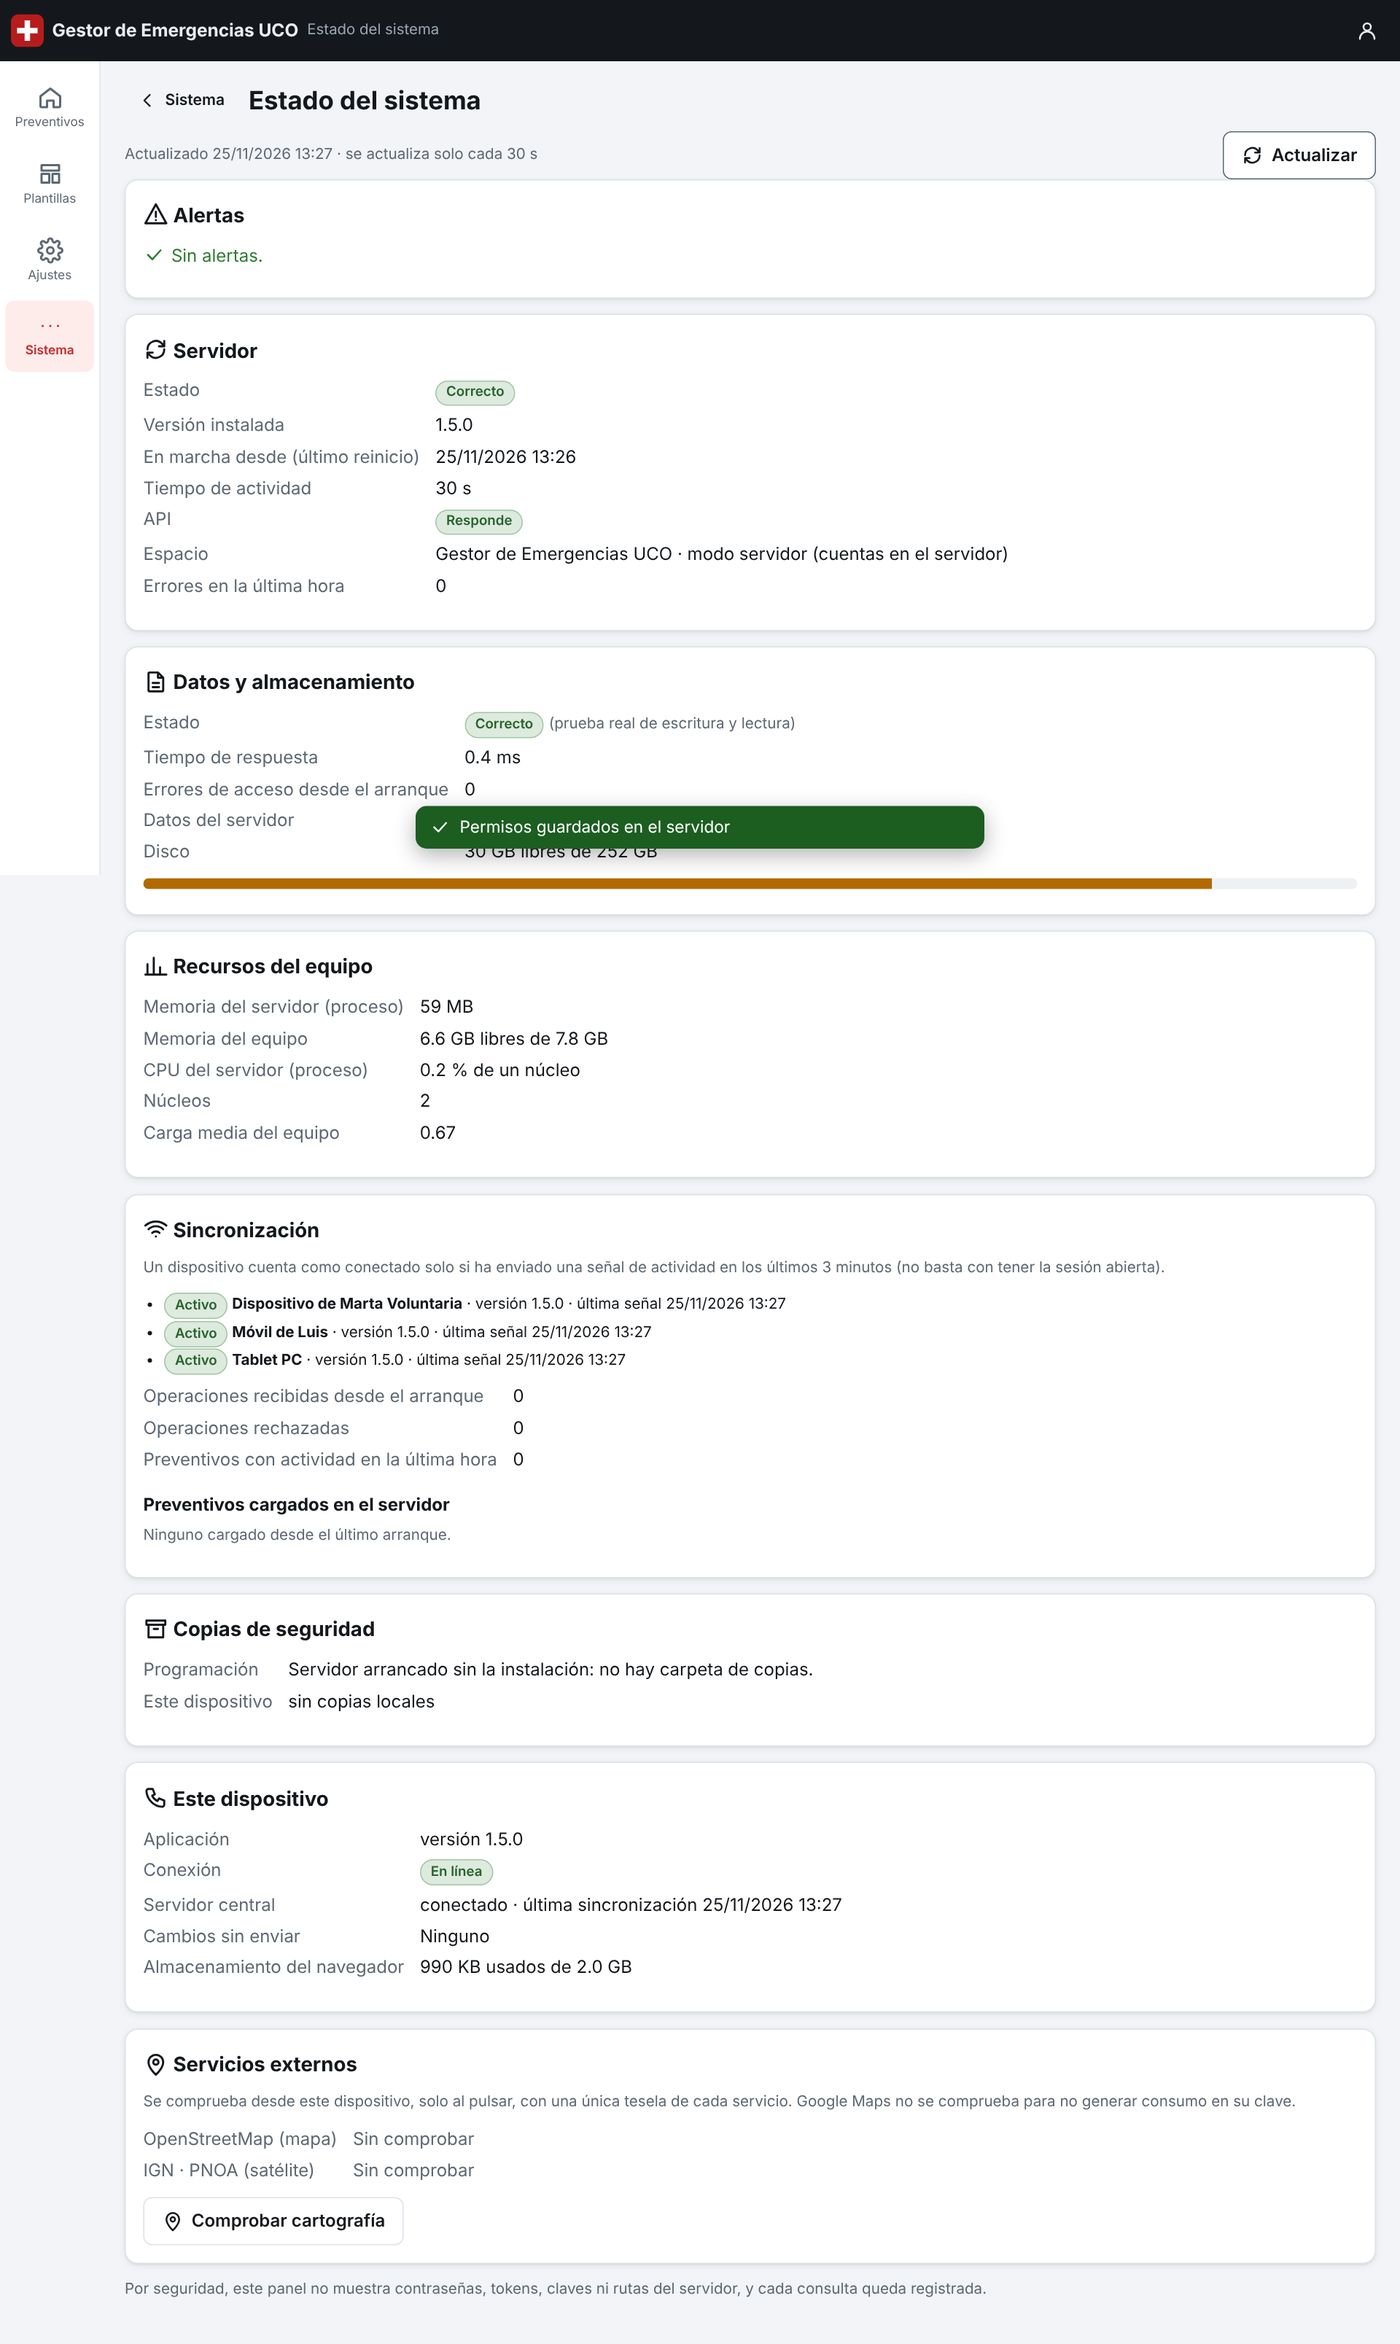 Gestor de Emergencias UCO Estado del sistema
Preventivos
Plantillas
Ajustes
Sistema
Sistema Estado del sistema
Actualizado 25/11/2026 13:27 · se actualiza solo cada 30 s
Actualizar
Alertas
Sin alertas.
Servidor
Estado Correcto
Versión instalada 1.5.0
En marcha desde (último reinicio) 25/11/2026 13:26
Tiempo de actividad 30 s
API Responde
Espacio Gestor de Emergencias UCO · modo servidor (cuentas en el servidor)
Errores en la última hora 0
Datos y almacenamiento
Estado Correcto (prueba real de escritura y lectura)
Tiempo de respuesta 0.4 ms
Errores de acceso desde el arranque 0
Datos del servidor
Permisos guardados en el servidor
Disco 30 GB libres de 252 GB
Recursos del equipo
Memoria del servidor (proceso) 59 MB
Memoria del equipo 6.6 GB libres de 7.8 GB
CPU del servidor (proceso) 0.2 % de un núcleo
Núcleos 2
Carga media del equipo 0.67
Sincronización
Un dispositivo cuenta como conectado solo si ha enviado una señal de actividad en los últimos 3 minutos (no basta con tener la sesión abierta).
• Activo Dispositivo de Marta Voluntaria · versión 1.5.0 · última señal 25/11/2026 13:27
• Activo Móvil de Luis · versión 1.5.0 · última señal 25/11/2026 13:27
• Activo Tablet PC · versión 1.5.0 · última señal 25/11/2026 13:27
Operaciones recibidas desde el arranque 0
Operaciones rechazadas 0
Preventivos con actividad en la última hora 0
Preventivos cargados en el servidor
Ninguno cargado desde el último arranque.
Copias de seguridad
Programación Servidor arrancado sin la instalación: no hay carpeta de copias.
Este dispositivo sin copias locales
Este dispositivo
Aplicación versión 1.5.0
Conexión En línea
Servidor central conectado · última sincronización 25/11/2026 13:27
Cambios sin enviar Ninguno
Almacenamiento del navegador 990 KB usados de 2.0 GB
Servicios externos
Se comprueba desde este dispositivo, solo al pulsar, con una única tesela de cada servicio. Google Maps no se comprueba para no generar consumo en su clave.
OpenStreetMap (mapa) Sin comprobar
IGN · PNOA (satélite) Sin comprobar
Comprobar cartografía
Por seguridad, este panel no muestra contraseñas, tokens, claves ni rutas del servidor, y cada consulta queda registrada.